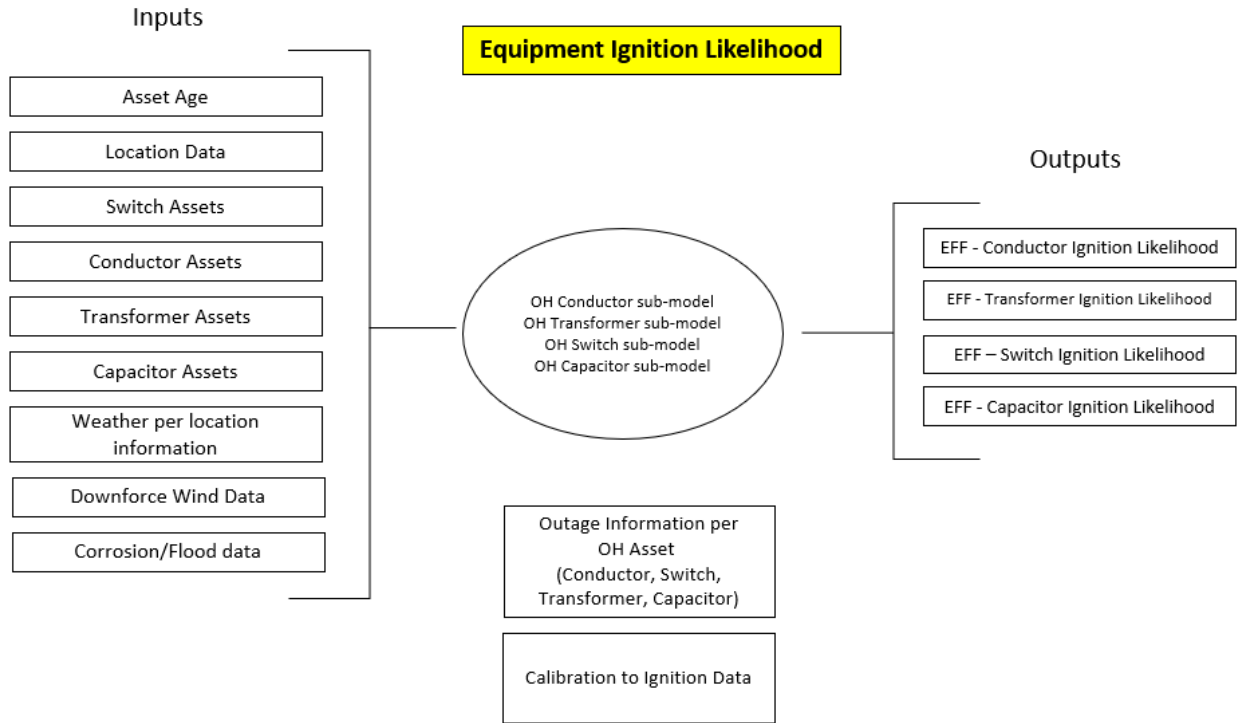 Inputs
Equipment Ignition Likelihood
Asset Age
Location Data
Switch Assets
Conductor Assets
Transformer Assets
Capacitor Assets
Weather per location
information
Downforce Wind Data
Corrosion/Flood data
OH Conductor sub-model
OH Transformer sub-model
OH Switch sub-model
OH Capacitor sub-model
Outage Information per
OH Asset
(Conductor, Switch,
Transformer, Capacitor)
Calibration to Ignition Data
Outputs
EFF - Conductor Ignition Likelihood
EFF - Transformer Ignition Likelihood
EFF – Switch Ignition Likelihood
EFF - Capacitor Ignition Likelihood